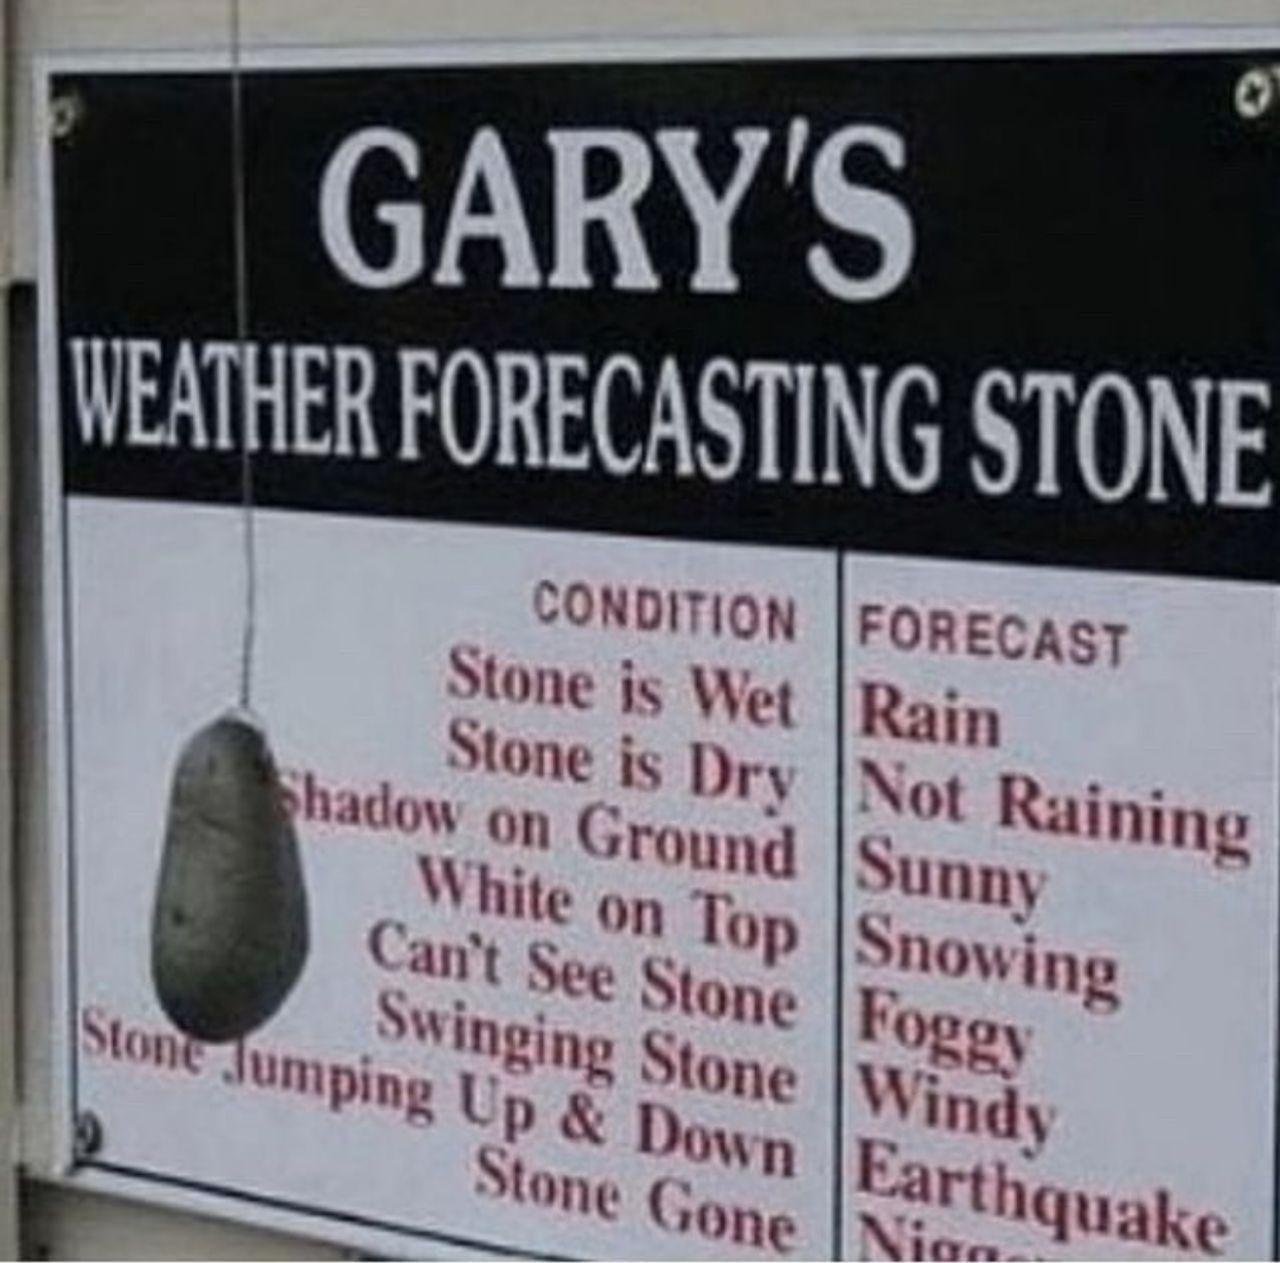 GARY'S
WEATHER FORECASTING STONE
CONDITION FORECAST
Stone is Wet Rain
Stone is Dry Not Raining
Shadow on Ground Sunny
White on Top Snowing
Can't See Stone Foggy
Swinging Stone Windy
Stone Jumping Up & Down Earthquake
Stone Gone